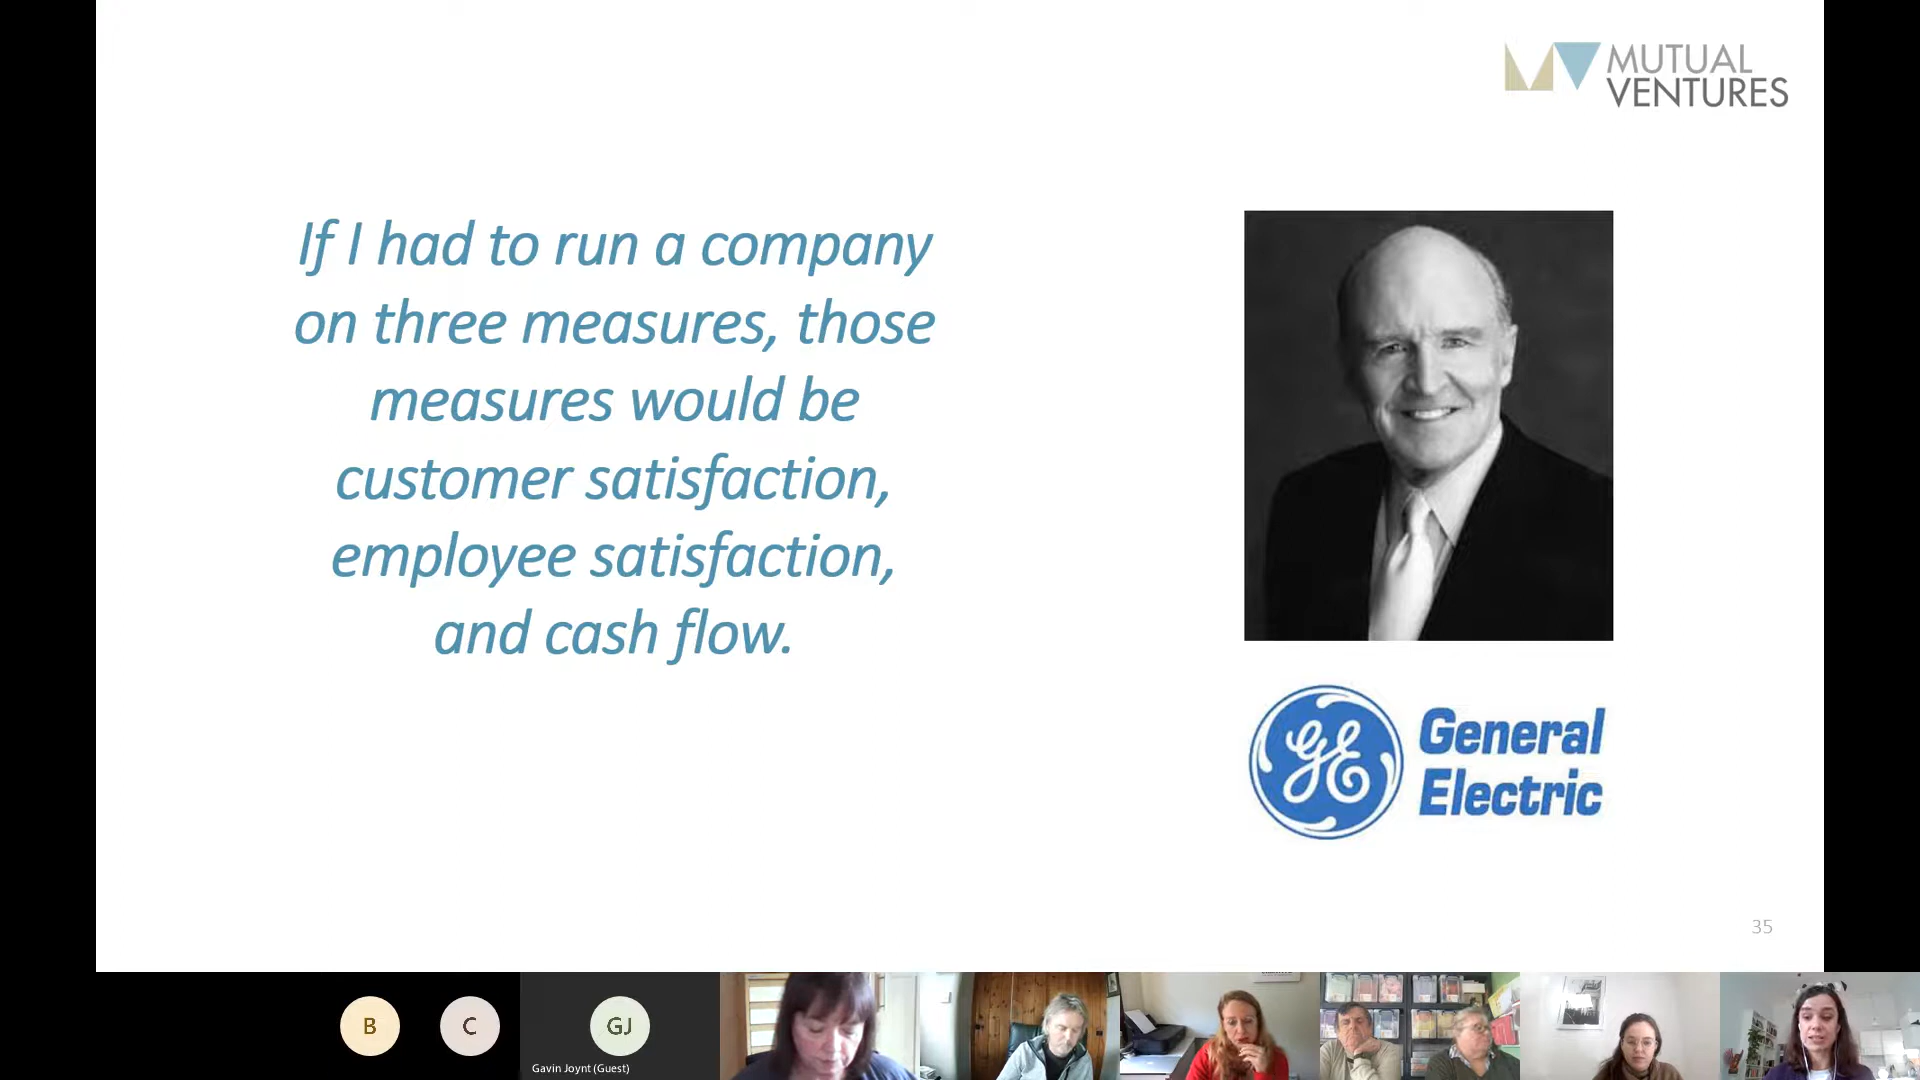 MUTUAL
VENTURES
If I had to run a company
on three measures, those
measures would be
customer satisfaction,
employee satisfaction,
and cash flow.
GE
General
Electric
35
B
C
GJ
Gavin Joynt (Guest)